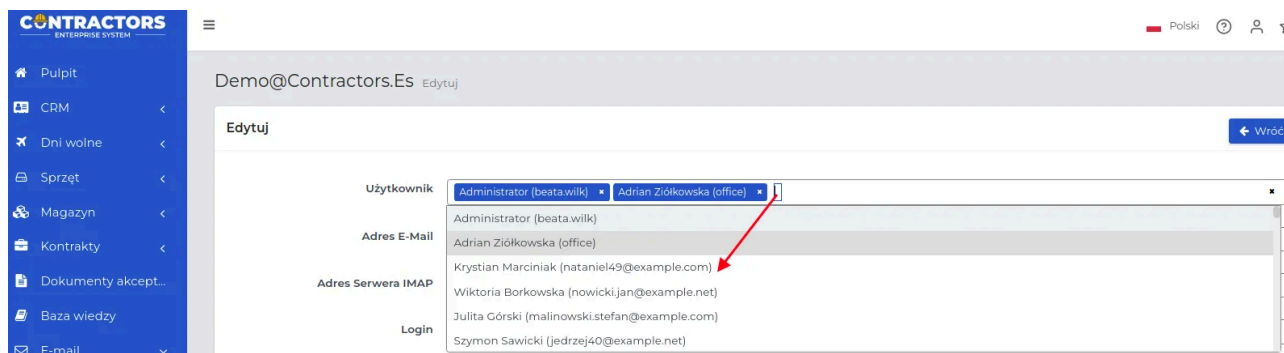 CONTRACTORS
ENTERPRISE SYSTEM
Polski
Pulpit
CRM
Dni wolne
Sprzęt
Magazyn
Kontrakty
Dokumenty akcept...
Baza wiedzy
E-mail
Demo@Contractors.Es Edytuj
Edytuj
Wróć
Użytkownik
Administrator (beata.wilk) × Adrian Ziółkowska (office) ×
Administrator (beata.wilk)
Adrian Ziółkowska (office)
Krystian Marciniak (nataniel49@example.com)
Wiktoria Borkowska (nowicki.jan@example.net)
Julita Górski (malinowski.stefan@example.com)
Szymon Sawicki (jedrzej40@example.net)
Adres E-Mail
Adres Serwera IMAP
Login